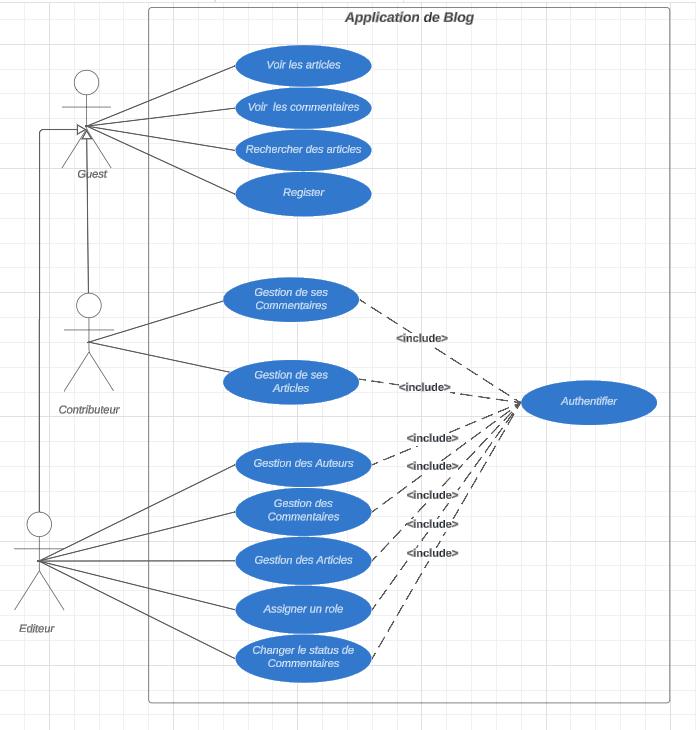 Application de Blog
Voir les articles
Voir les commentaires
Rechercher des articles
Register
Guest
Gestion de ses
Commentaires
<include>
Gestion de ses
Articles
<include>
Authentifier
Contributeur
<include>
Gestion des Auteurs
<include>
Gestion des
Commentaires
<include>
<include>
Gestion des Articles
<include>
Assigner un role
Editeur
Changer le status de
Commentaires